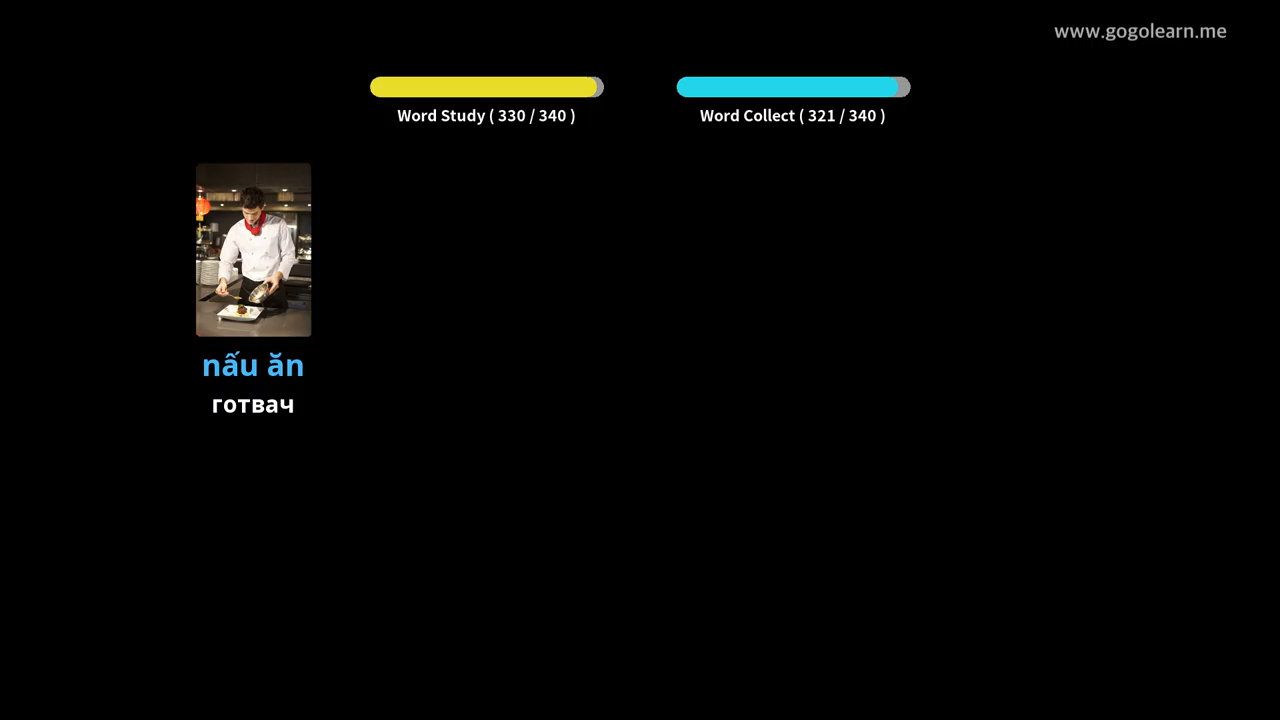 www.gogolearn.me
Word Study ( 330 / 340 )
Word Collect ( 321 / 340 )
nấu ăn
готвач